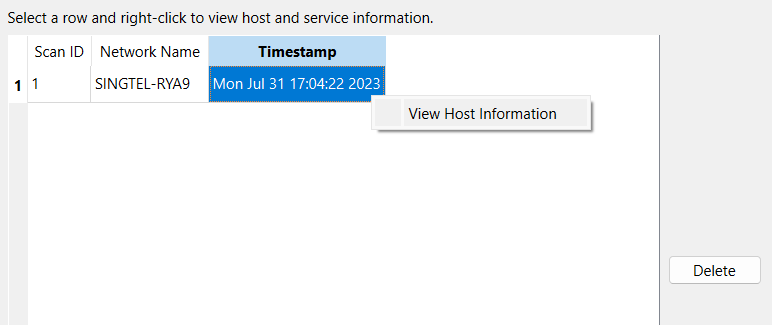 Select a row and right-click to view host and service information.
Scan ID Network Name Timestamp
1 1 SINGTEL-RYA9 Mon Jul 31 17:04:22 2023
View Host Information
Delete